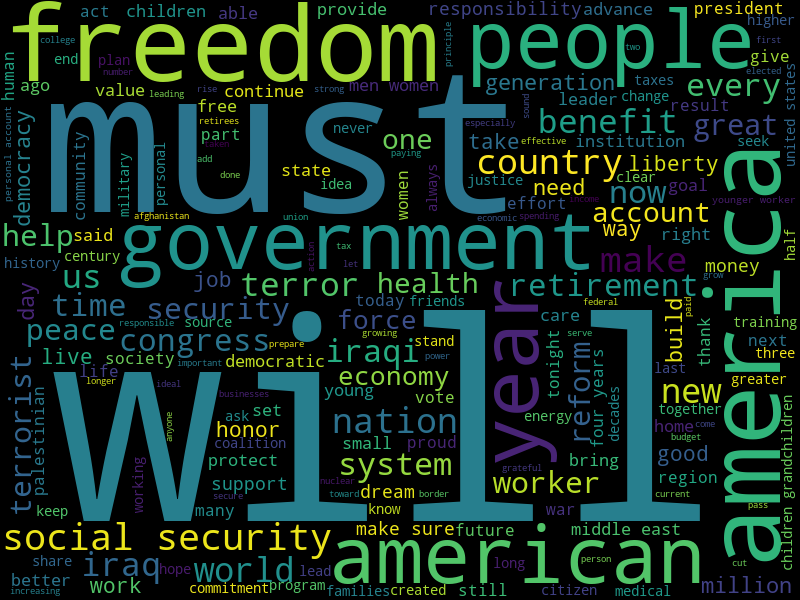 act children able provide responsibility advance president higher
freedom people
college principle two first elected
human end plan number ago value leading continue rise strong men women generation leader change taxes give
must
personal account democracy community military free retirees part personal never one take benefit institution great every result seek united states
add taken done state idea paying women always especially effective sound justice country liberty need clear goal younger worker
afghanistan union effort economic spending income account now way right half
help said government america
century tax action let make money
history us job terror health retirement grow
day time security source today friends force care federal paid build thank training
peace responsible congress prepare growing stand tonight serve last next
live society democratic iraqi power year reform four years decades three
life longer important ideal businesses young economy vote new greater
terrorist palestinian anyone ask set honor nation small proud energy home together budget come
will
coalition protect system grateful bring good
working support dream nuclear worker region
keep many secure toward border know war current pass
social security make sure future middle east children grandchildren
share iraq hope world lead american long person cut
better work commitment program citizen medical million
increasing families created still